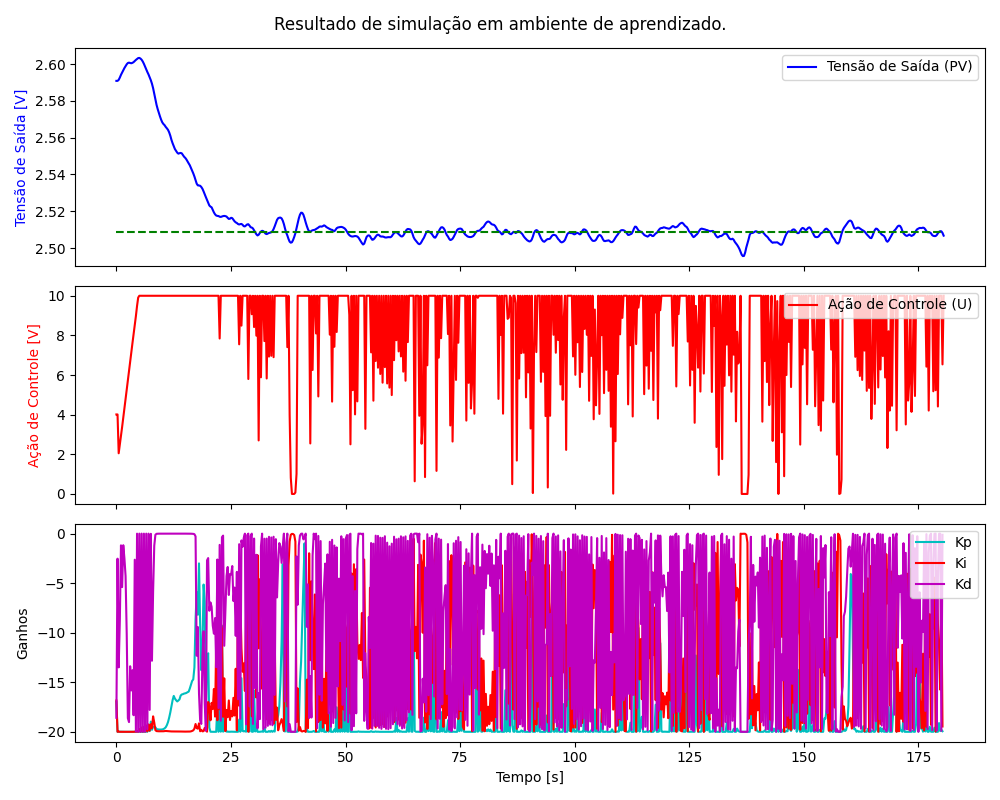 Resultado de simulação em ambiente de aprendizado.
Tensão de Saída [V]
2.60
2.58
2.56
2.54
2.52
2.50
Tensão de Saída (PV)
Ação de Controle [V]
10
8
6
4
2
0
Ação de Controle (U)
Ganhos
0
−5
−10
−15
−20
Kp
Ki
Kd
0
25
50
75
100
125
150
175
Tempo [s]